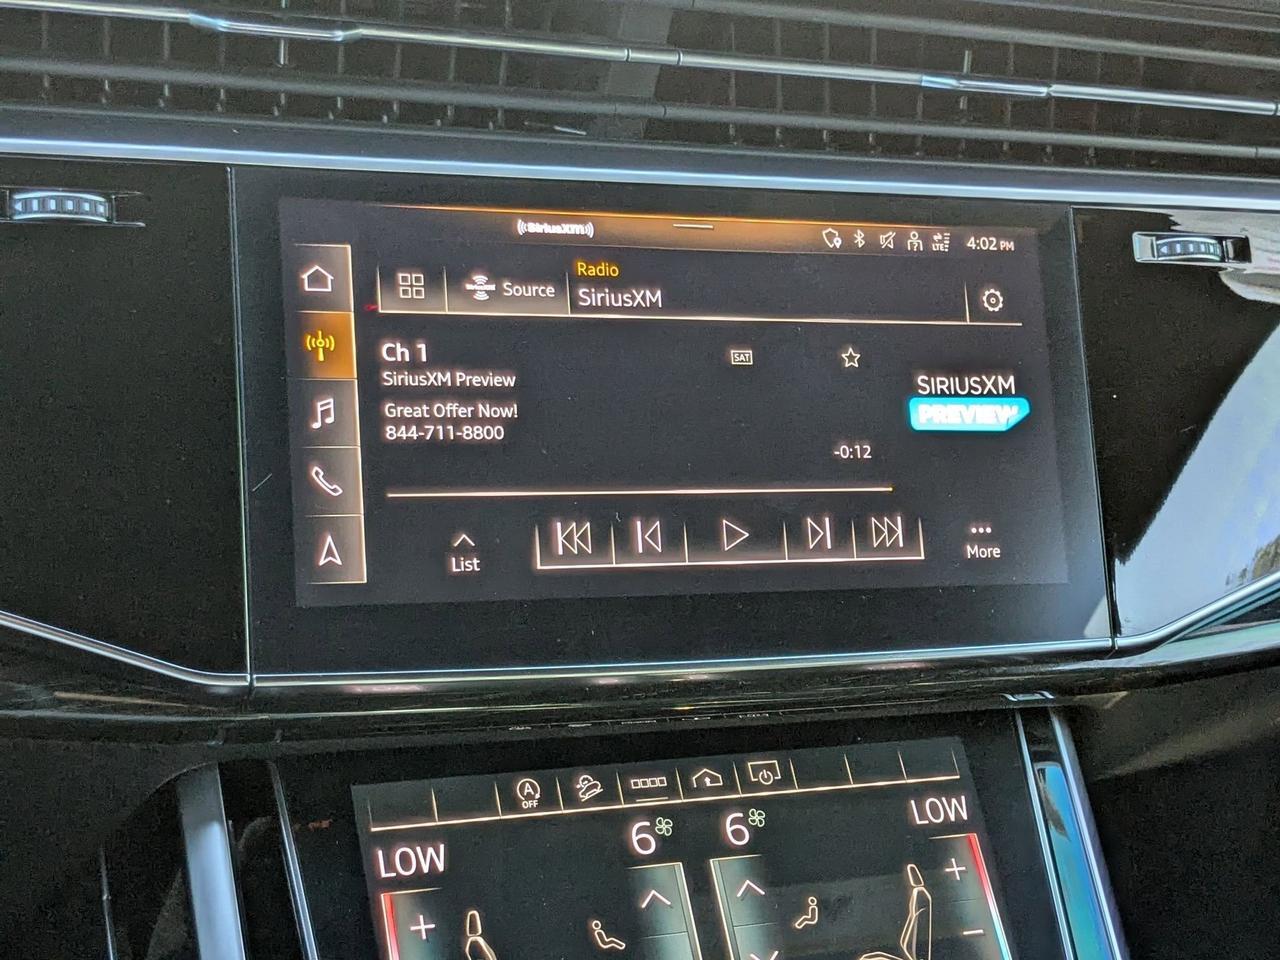 SiriusXM
LTE
4:02 PM
Source
Radio
SiriusXM
Ch 1
SAT
SiriusXM Preview
Great Offer Now!
844-711-8800
SIRIUSXM
PREVIEW
-0:12
List
More
A
OFF
LOW
6
6
LOW